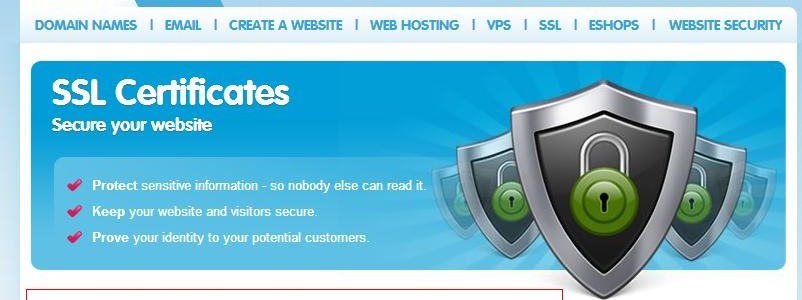 DOMAIN NAMES | EMAIL | CREATE A WEBSITE | WEB HOSTING | VPS | SSL | ESHOPS | WEBSITE SECURITY
SSL Certificates
Secure your website
Protect sensitive information - so nobody else can read it.
Keep your website and visitors secure.
Prove your identity to your potential customers.